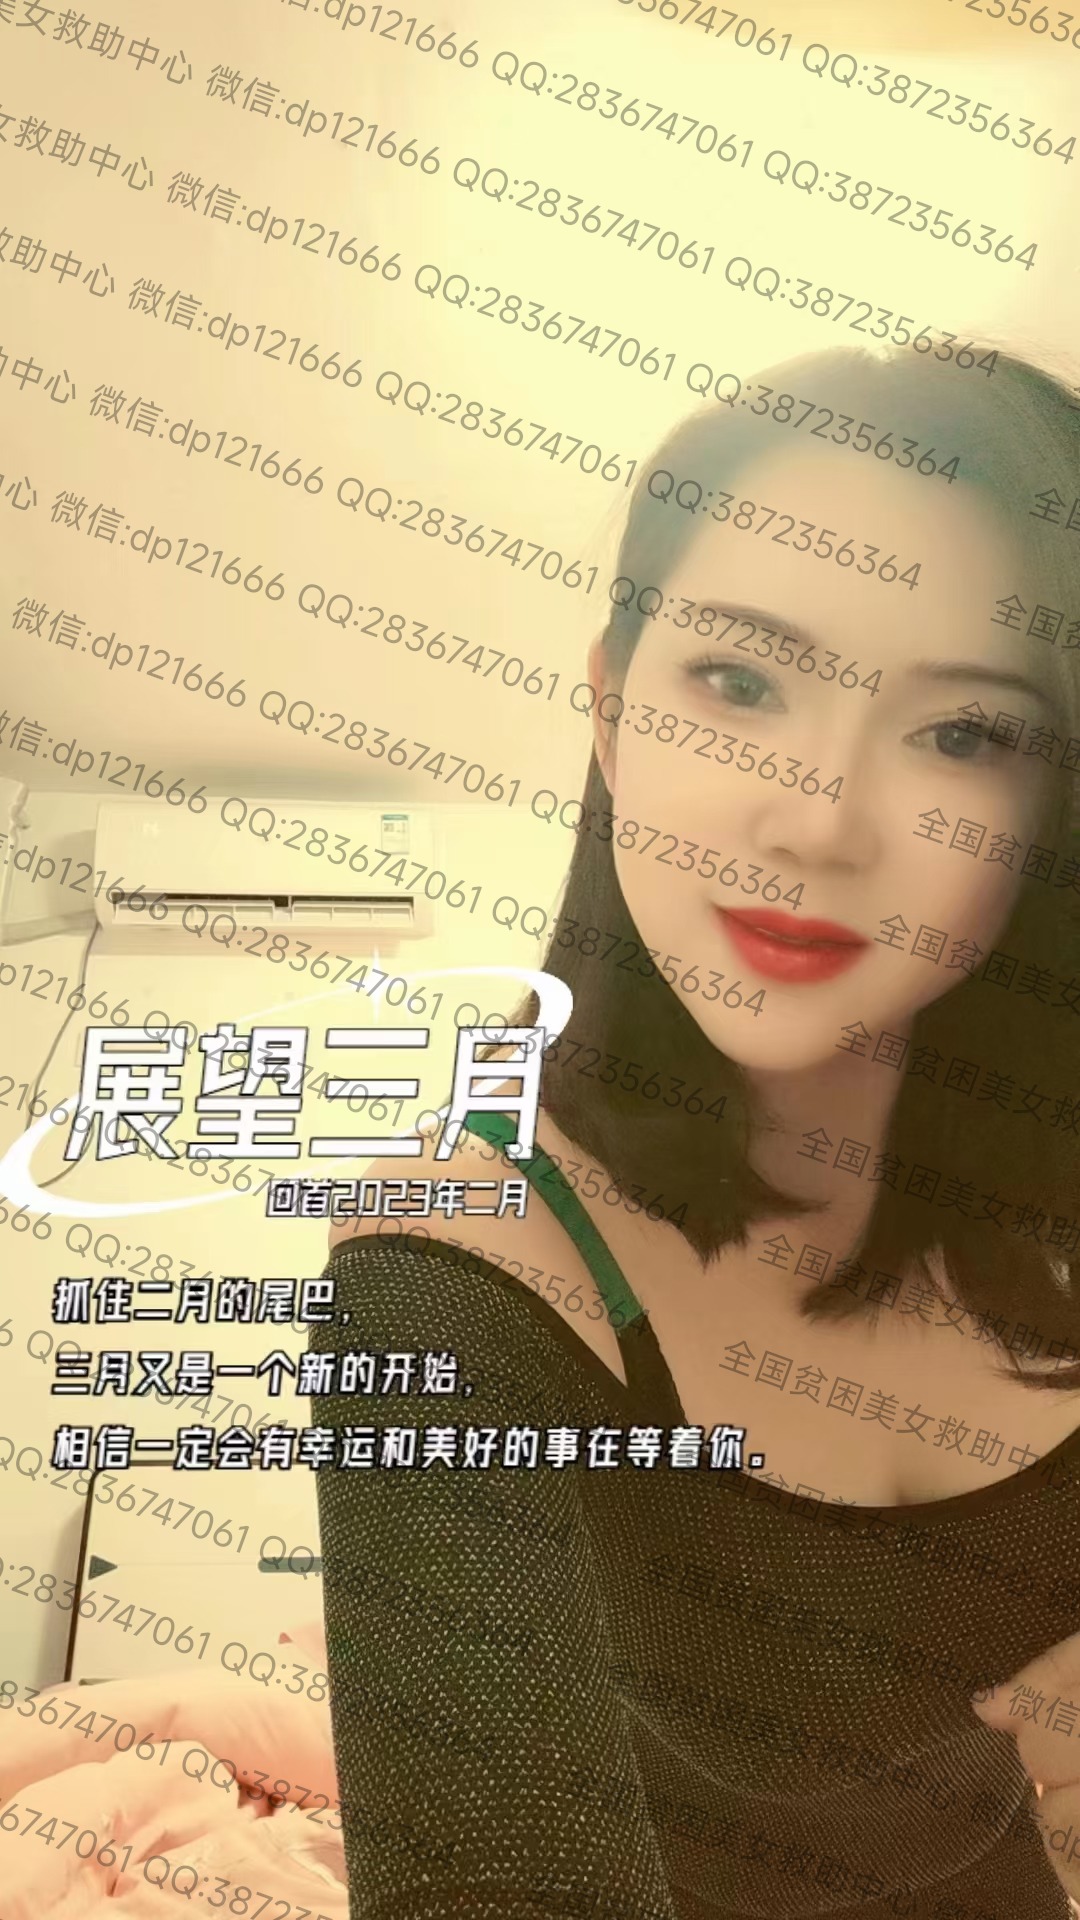 全国贫困美女救助中心 微信:dp121666 QQ:2836747061 QQ:3872356364
展望三月
回首2023年二月
抓住二月的尾巴,
三月又是一个新的开始,
相信一定会有幸运和美好的事在等着你。